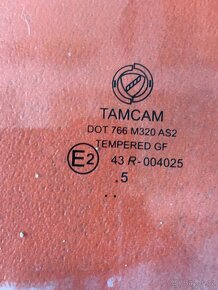 TAMCAM
DOT 766 M320 AS2
TEMPERED GF
E2 43 R-004025
.5
..